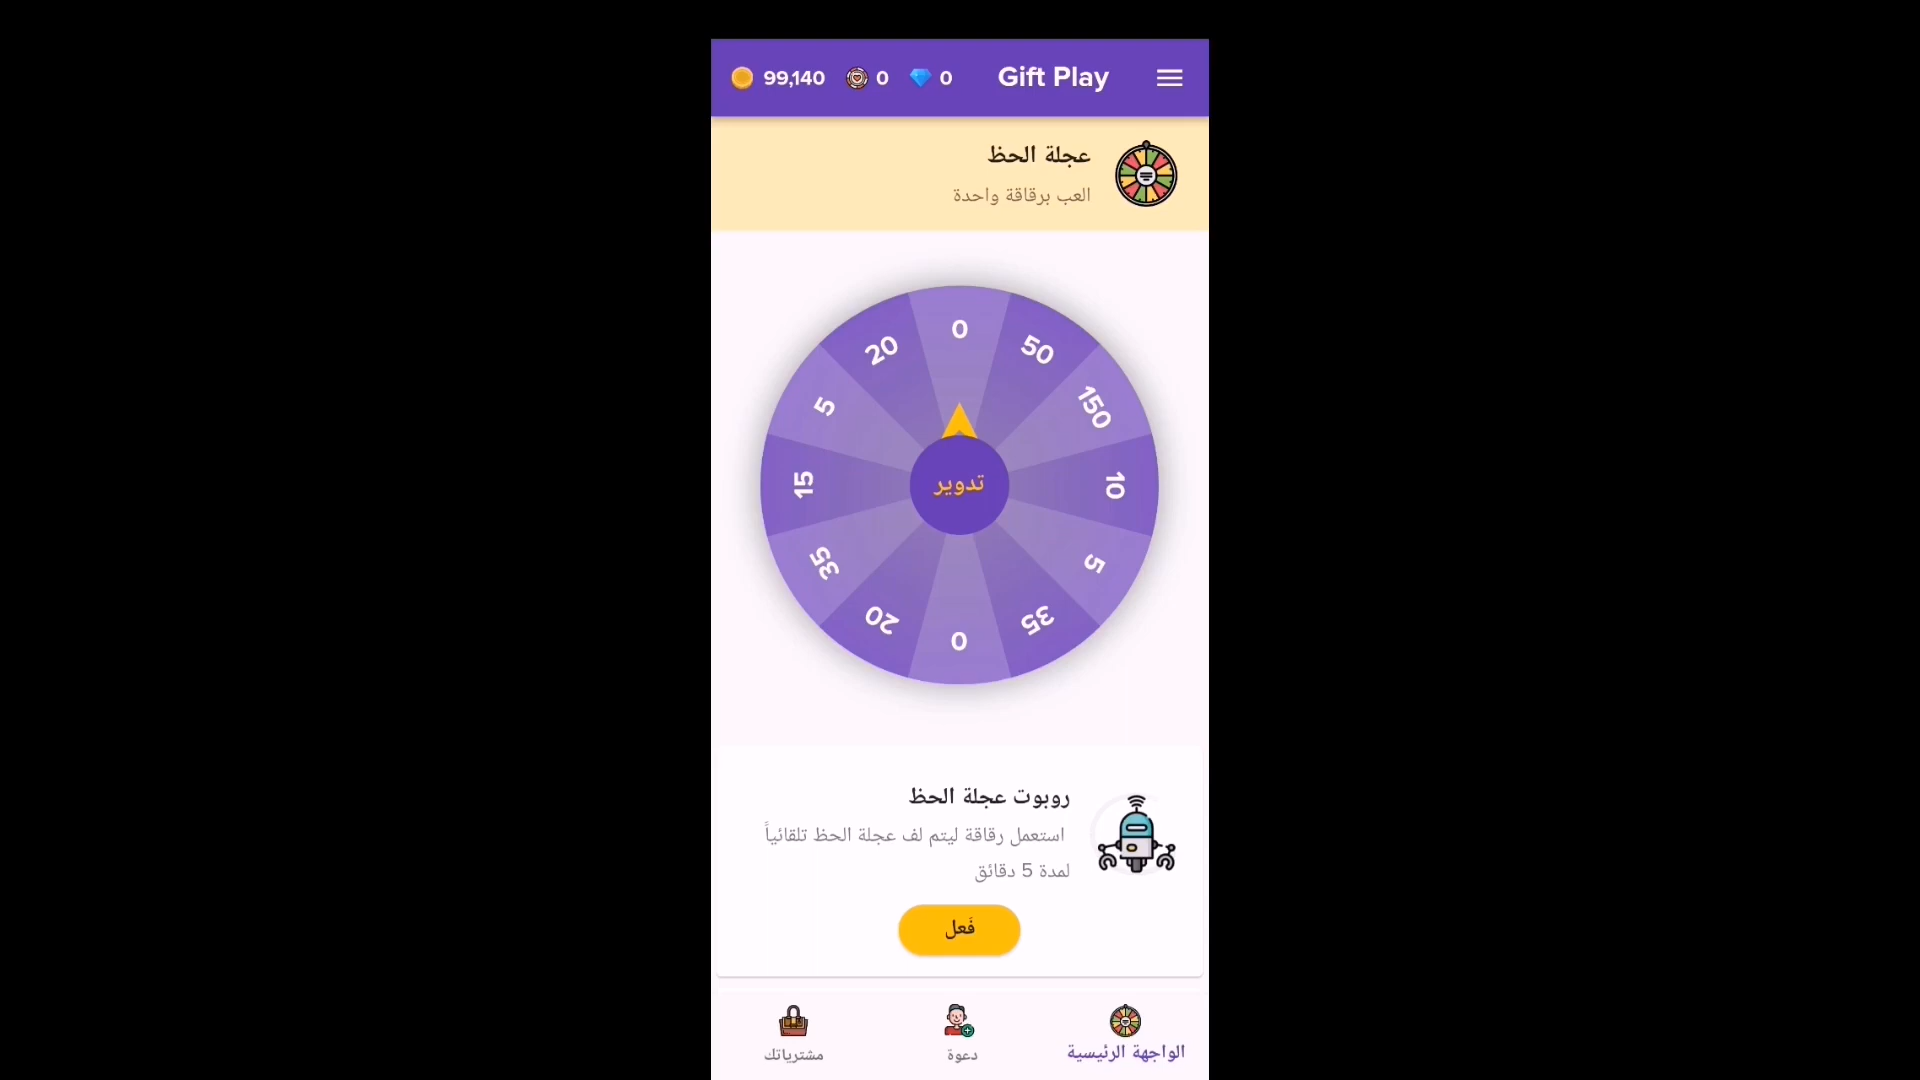 99,140 0 0 Gift Play
عجلة الحظ
العب برقاقة واحدة
0
50
150
10
5
35
0
20
35
15
5
20
تدوير
روبوت عجلة الحظ
استعمل رقاقة ليتم لف عجلة الحظ تلقائياً
لمدة 5 دقائق
فَعل
الواجهة الرئيسية
دعوة
مشترياتك